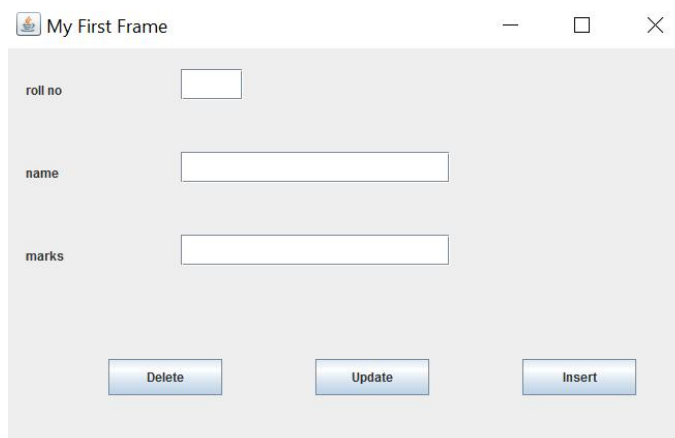 My First Frame
roll no
name
marks
Delete Update Insert